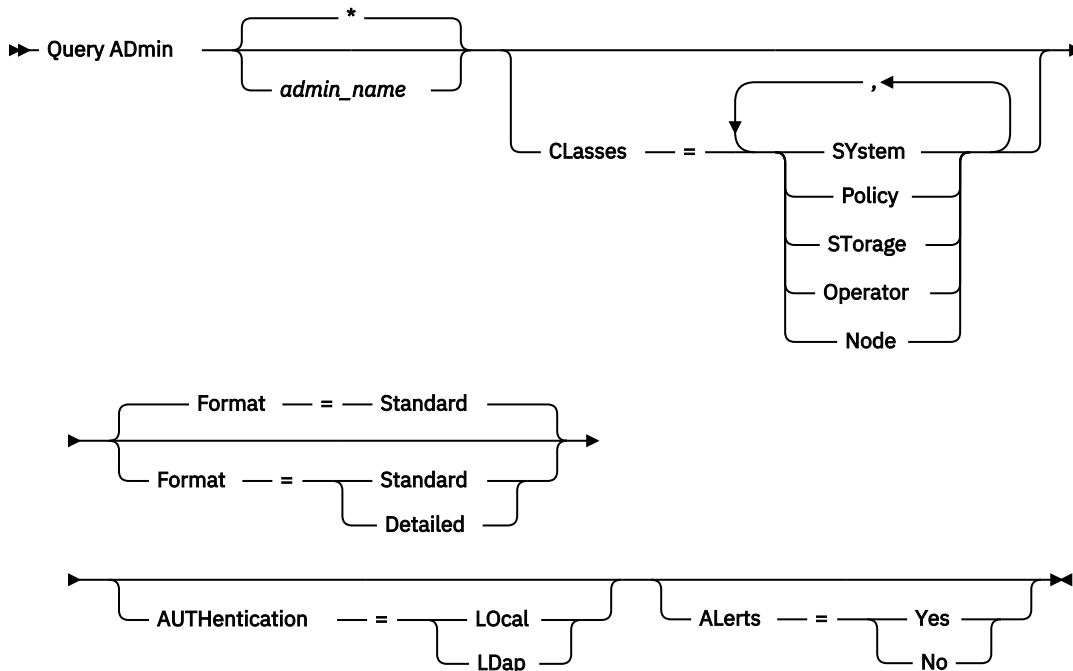 *
Query ADmin
admin_name
,
CLasses = SYstem
Policy
STorage
Operator
Node
Format = Standard
Format = Standard
Detailed
AUTHentication = LOcal
LDap
ALerts = Yes
No